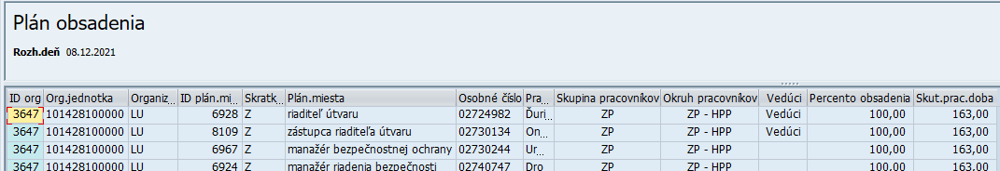 Plán obsadenia
Rozh.deň 08.12.2021
ID org Org.jednotka Organiz... ID plán.mi... Skratk... Plán.miesta Osobné číslo Pra... Skupina pracovníkov Okruh pracovníkov Vedúci Percento obsadenia Skut.prac.doba
3647 101428100000 LU 6928 Z riaditeľ útvaru 02724982 Ďuri... ZP ZP - HPP Vedúci 100,00 163,00
3647 101428100000 LU 8109 Z zástupca riaditeľa útvaru 02730134 On... ZP ZP - HPP Vedúci 100,00 163,00
3647 101428100000 LU 6967 Z manažér bezpečnostnej ochrany 02730244 Ur... ZP ZP - HPP 100,00 163,00
3647 101428100000 LU 6924 Z manažér riadenia bezpečnosti 02740747 Dro ZP ZP - HPP 100,00 163,00